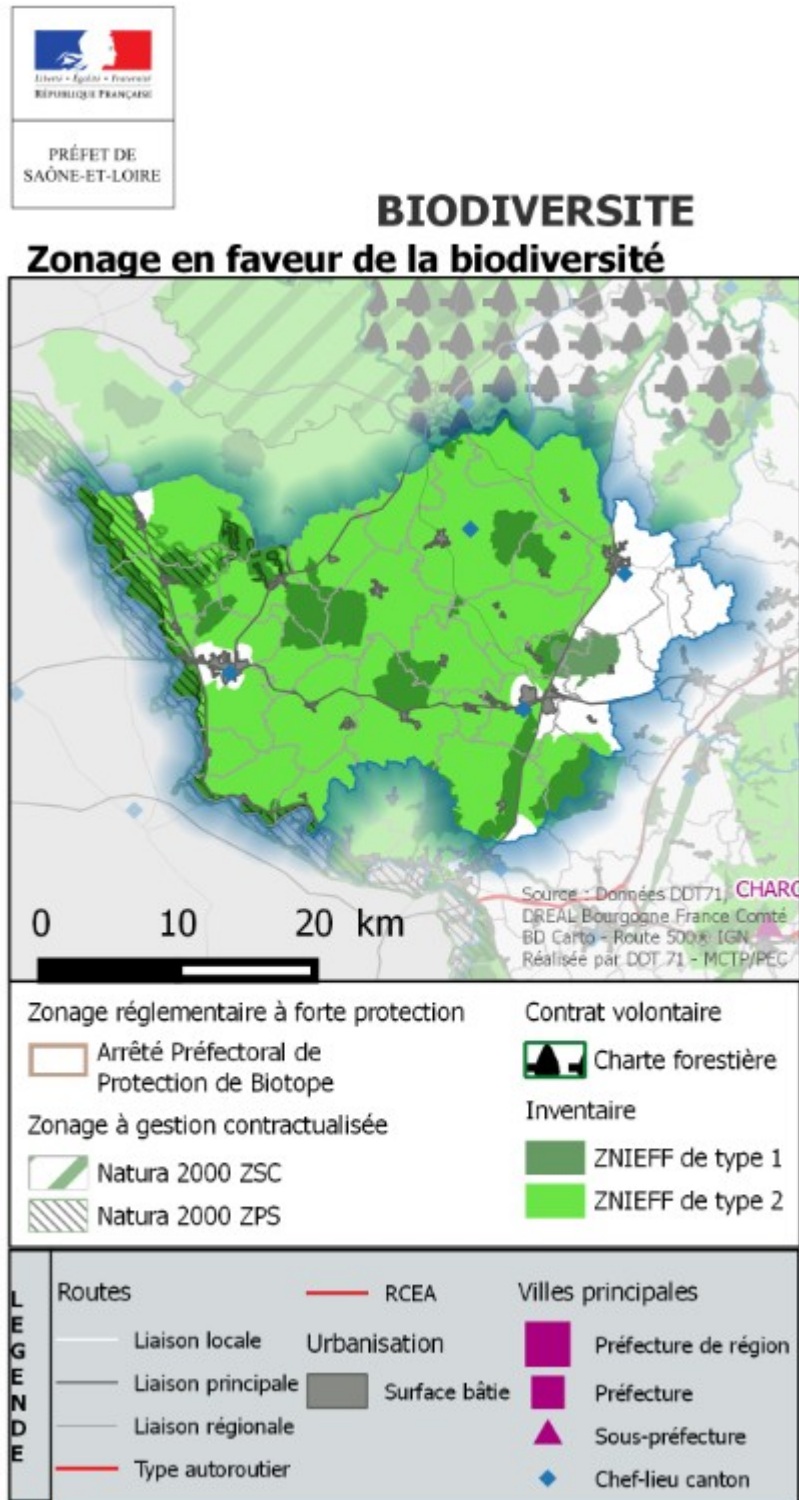 Liberté • Égalité • Fraternité
RÉPUBLIQUE FRANÇAISE
PRÉFET DE
SAÔNE-ET-LOIRE
BIODIVERSITE
Zonage en faveur de la biodiversité
Source : Données DDT71,
CHARO
DREAL Bourgogne France Comté
BD Carto - Route 500® IGN
Réalisée par DDT 71 - MCTP/PEC
0 10 20 km
Zonage réglementaire à forte protection
Arrêté Préfectoral de
Protection de Biotope
Zonage à gestion contractualisée
Natura 2000 ZSC
Natura 2000 ZPS
Contrat volontaire
Charte forestière
Inventaire
ZNIEFF de type 1
ZNIEFF de type 2
LEGENDE
Routes
Liaison locale
Liaison principale
Liaison régionale
Type autoroutier
RCEA
Urbanisation
Surface bâtie
Villes principales
Préfecture de région
Préfecture
Sous-préfecture
Chef-lieu canton